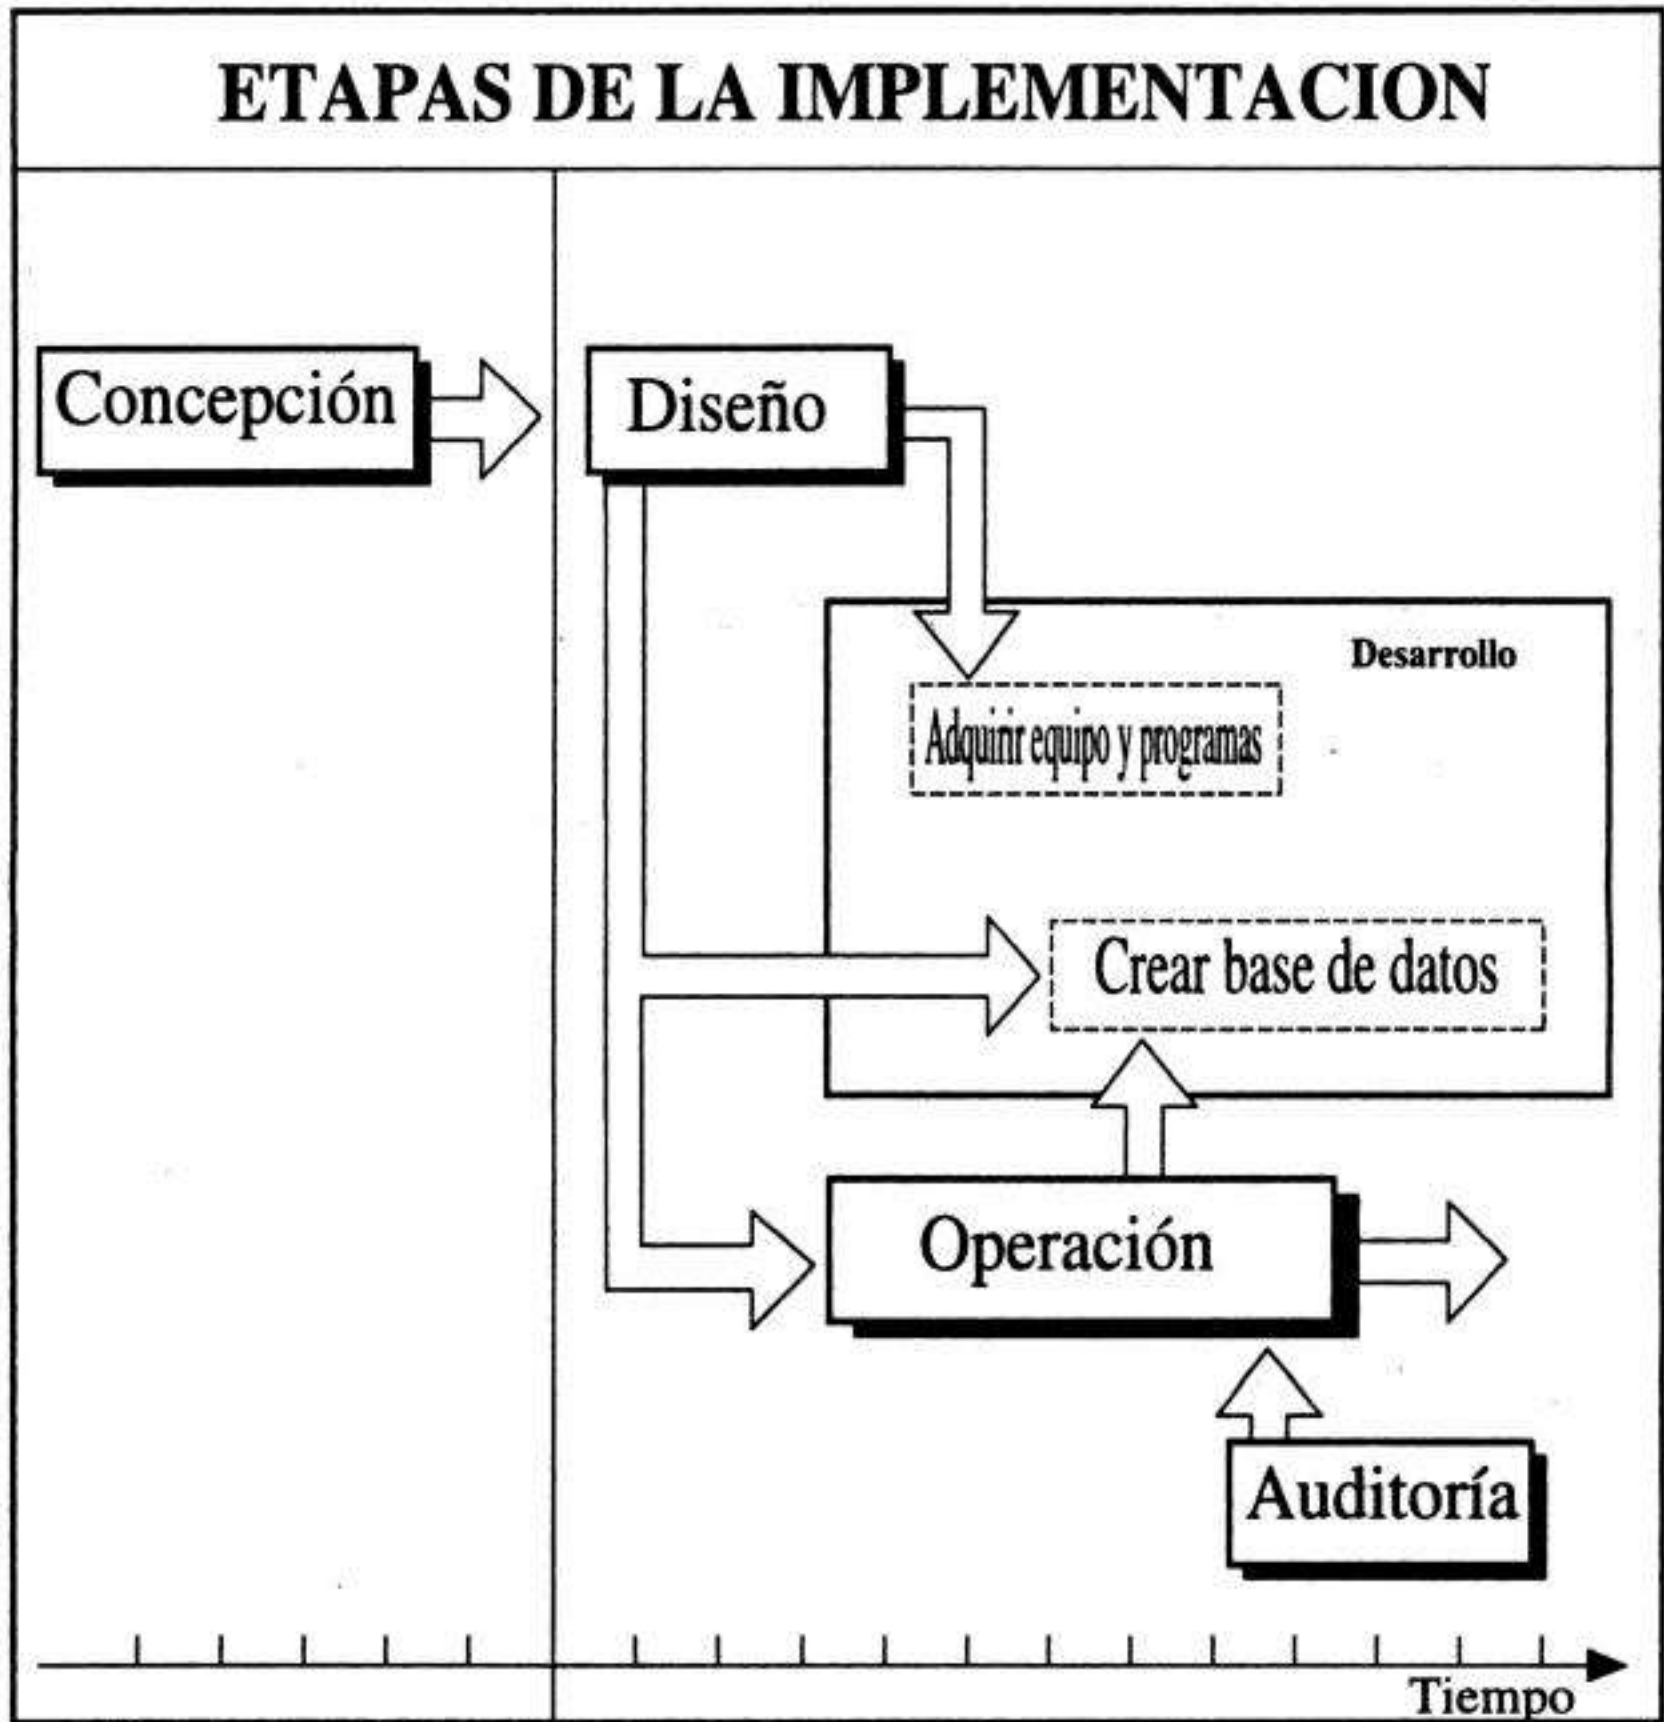 ETAPAS DE LA IMPLEMENTACION
Concepción
Diseño
Desarrollo
Adquirir equipo y programas
Crear base de datos
Operación
Auditoría
Tiempo